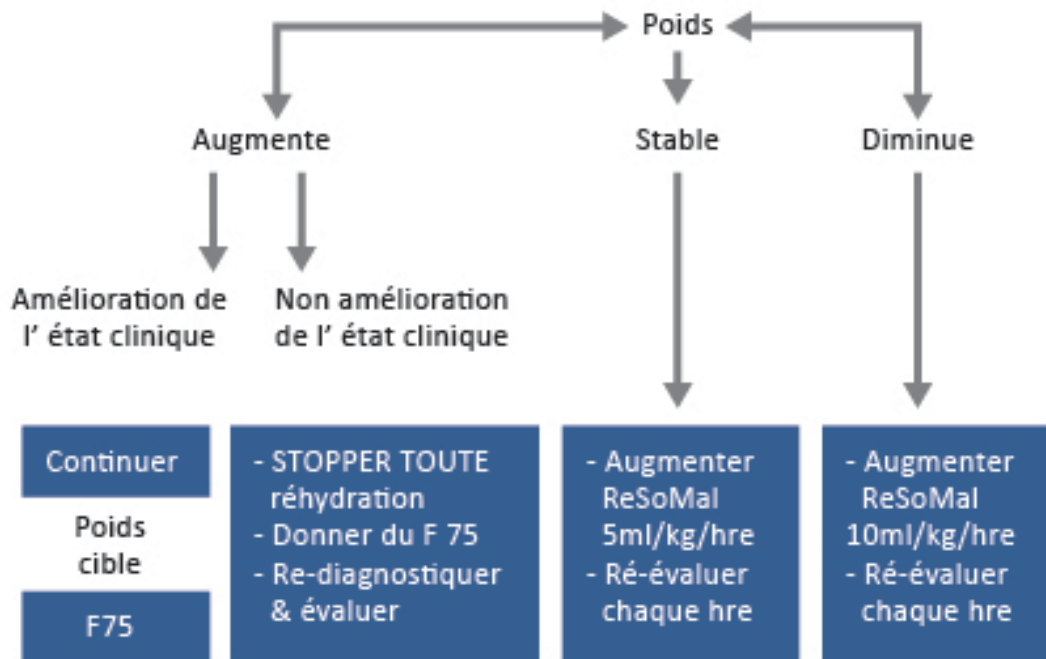 Poids
Augmente
Stable
Diminue
Amélioration de
l' état clinique
Non amélioration
de l' état clinique
Continuer
Poids
cible
F75
- STOPPER TOUTE
réhydration
- Donner du F 75
- Re-diagnostiquer
& évaluer
- Augmenter
ReSoMal
5ml/kg/hre
- Ré-évaluer
chaque hre
- Augmenter
ReSoMal
10ml/kg/hre
- Ré-évaluer
chaque hre